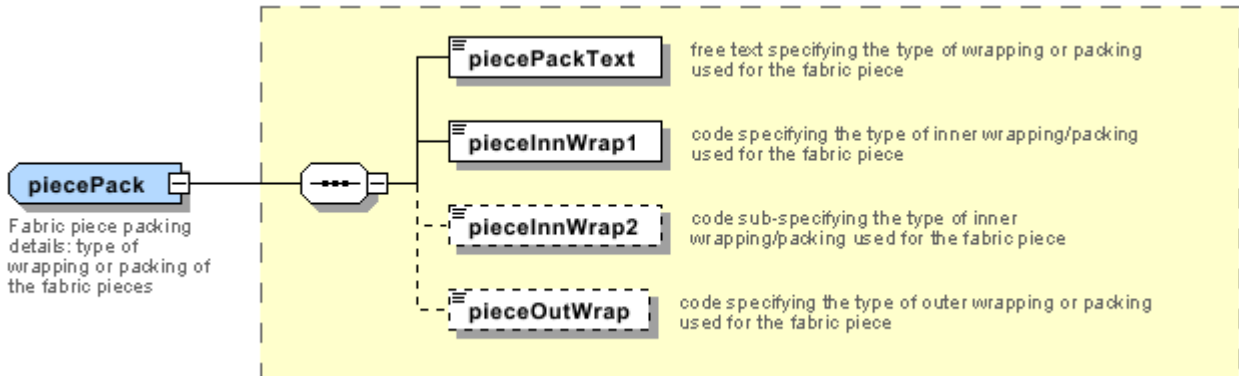 piecePackText
free text specifying the type of wrapping or packing
used for the fabric piece
pieceInnWrap1
code specifying the type of inner wrapping/packing
used for the fabric piece
piecePack
Fabric piece packing
details: type of
wrapping or packing of
the fabric pieces
pieceInnWrap2
code sub-specifying the type of inner
wrapping/packing used for the fabric piece
pieceOutWrap
code specifying the type of outer wrapping or packing
used for the fabric piece